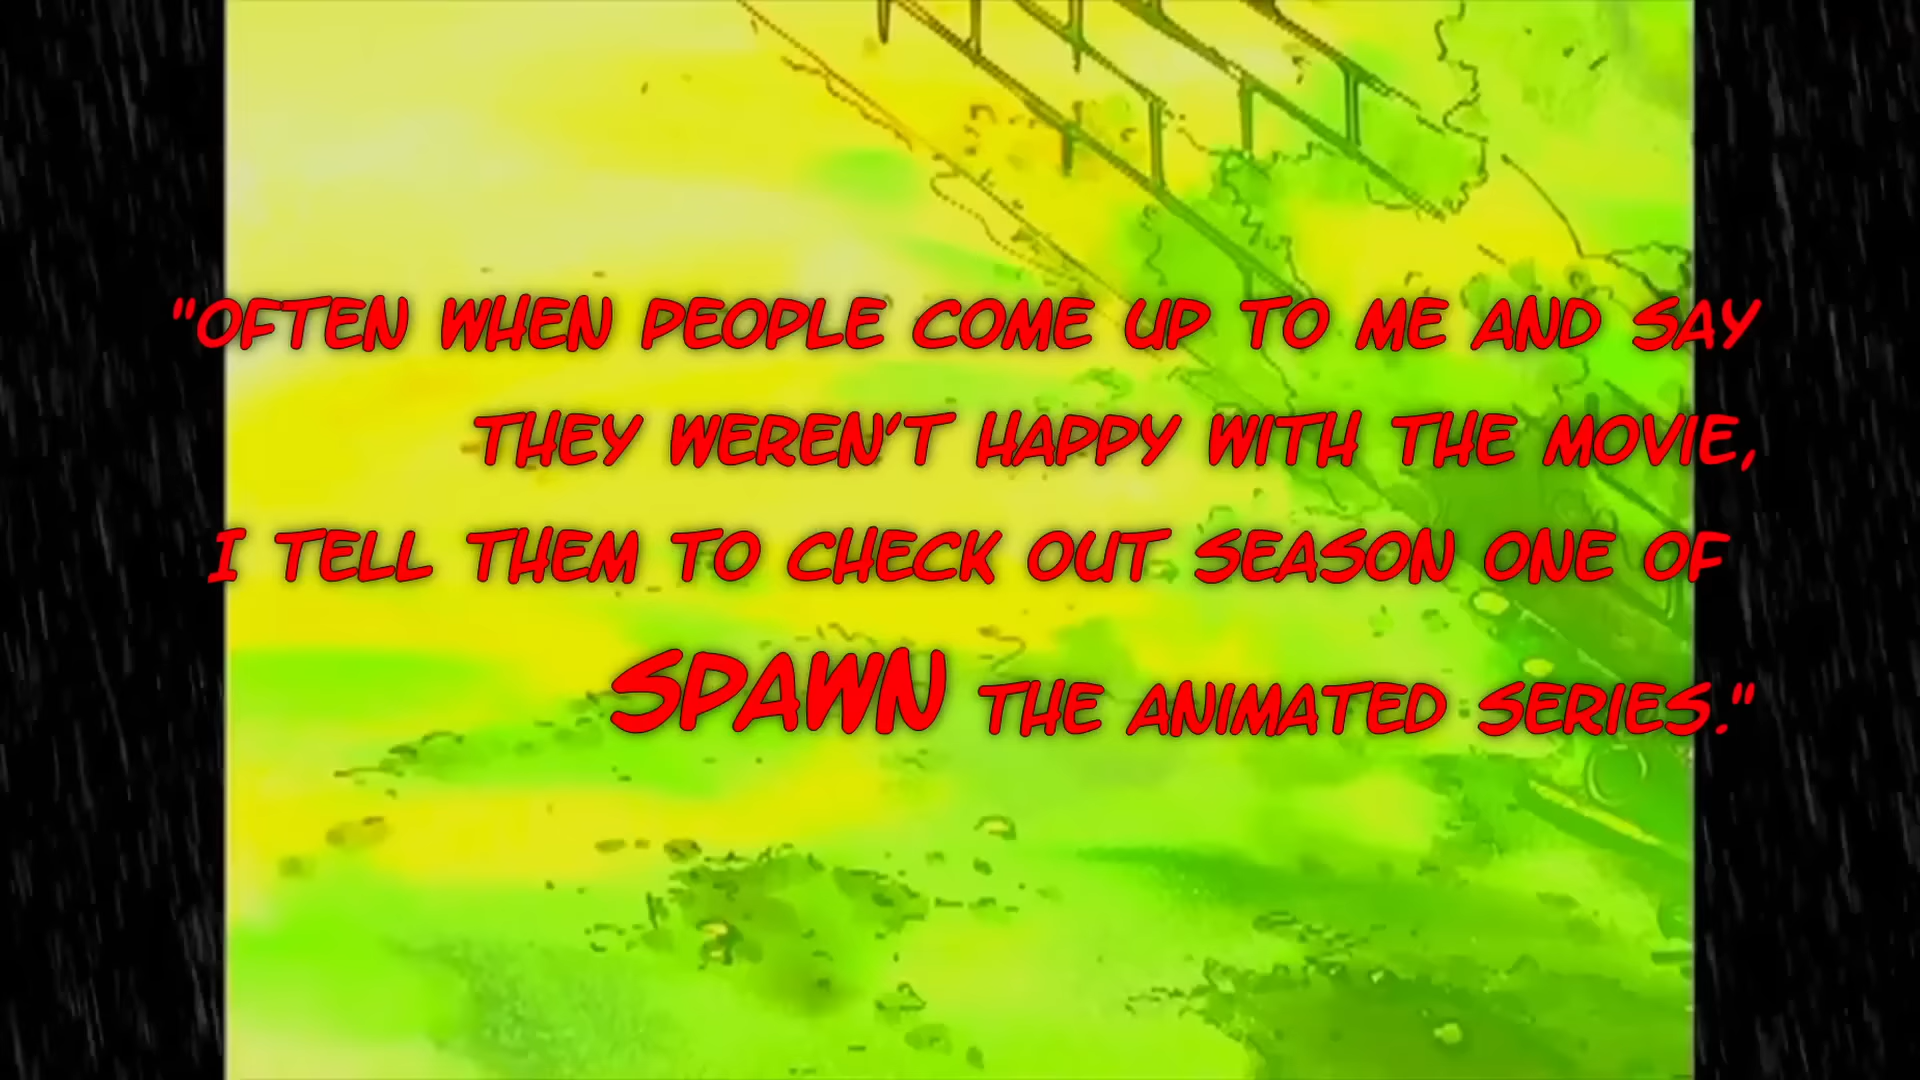 "OFTEN WHEN PEOPLE COME UP TO ME AND SAY
THEY WEREN'T HAPPY WITH THE MOVIE,
I TELL THEM TO CHECK OUT SEASON ONE OF
SPAWN THE ANIMATED SERIES."